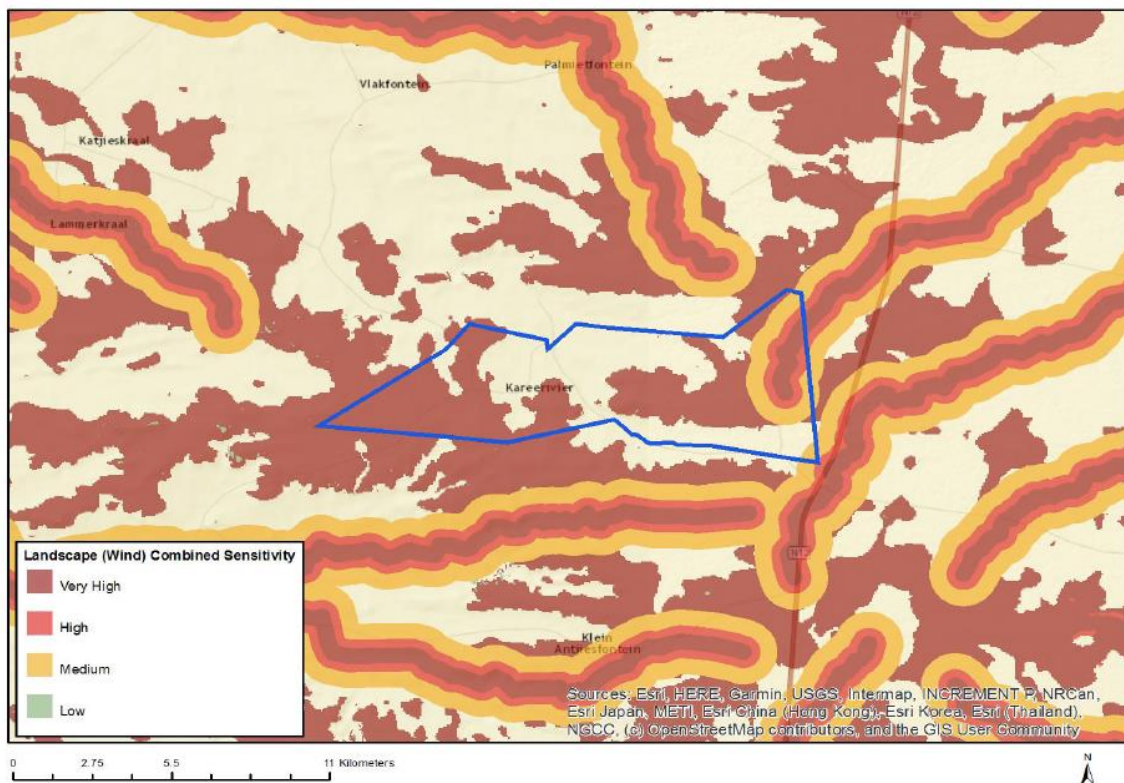 N12
Palmietfontein
Vlakfontein
Katjieskraal
Lammerkraal
Kareerivier
N12
Landscape (Wind) Combined Sensitivity
Very High
High
Medium
Low
Klein
Antjiesfontein
Sources: Esri, HERE, Garmin, USGS, Intermap, INCREMENT P, NRCan,
Esri Japan, METI, Esri China (Hong Kong), Esri Korea, Esri (Thailand),
NGCC, (c) OpenStreetMap contributors, and the GIS User Community
0 2.75 5.5 11 Kilometers
N